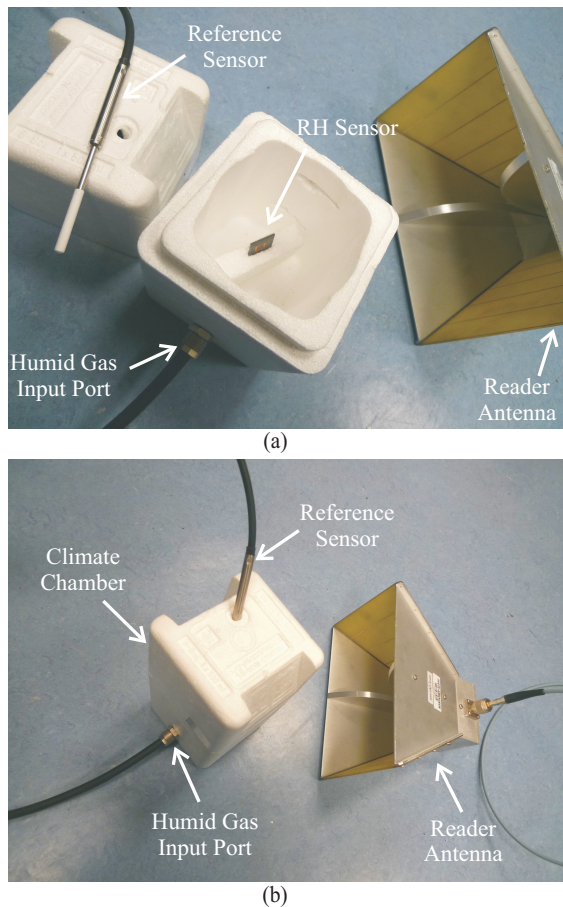 Reference
Sensor
RH Sensor
Humid Gas
Input Port
Reader
Antenna
(a)
Reference
Sensor
Climate
Chamber
Humid Gas
Input Port
Reader
Antenna
(b)